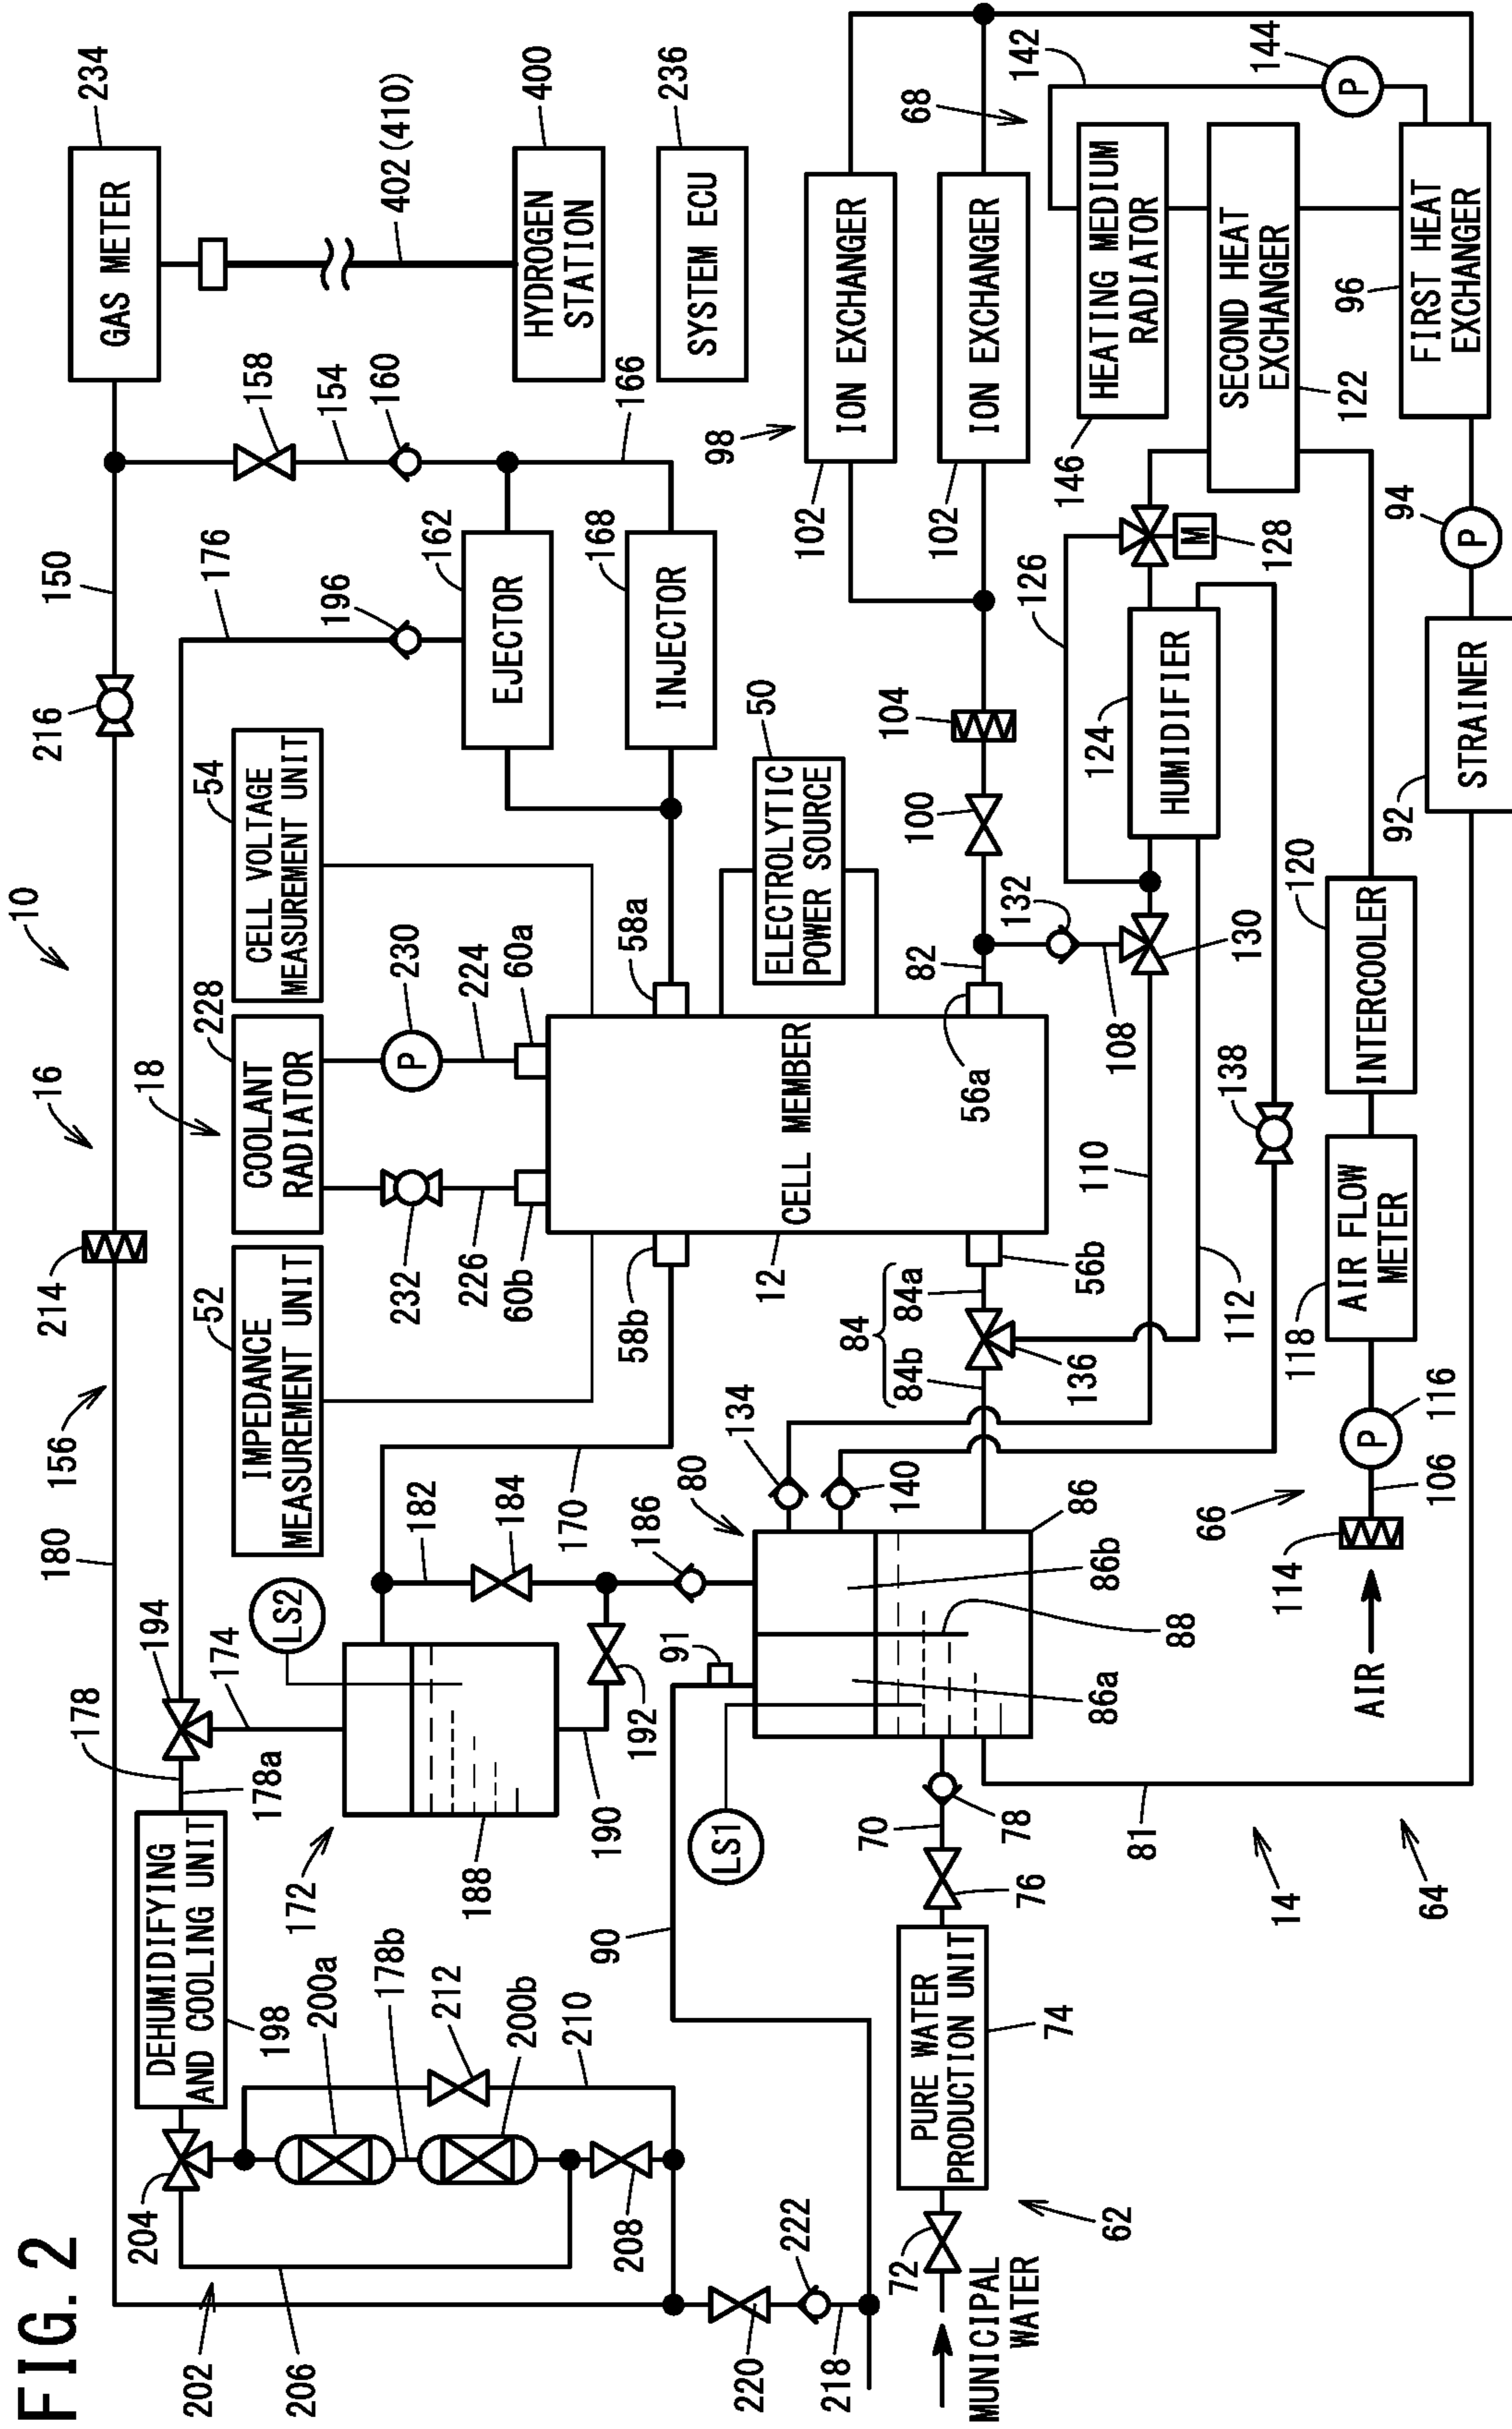 FIG. 2
10
16
18
156
180
214
216
150
234
GAS METER
402 (410)
400
HYDROGEN
STATION
236
SYSTEM ECU
158
154
160
166
176
196
162
EJECTOR
168
INJECTOR
54
CELL VOLTAGE
MEASUREMENT UNIT
228
COOLANT
RADIATOR
52
IMPEDANCE
MEASUREMENT UNIT
230
P
224
60a
58a
232
226
60b
58b
50
ELECTROLYTIC
POWER SOURCE
CELL MEMBER
12
56a
56b
82
132
108
100
104
98
102
ION EXCHANGER
102
ION EXCHANGER
68
142
144
P
HEATING MEDIUM
RADIATOR
146
SECOND HEAT
EXCHANGER
122
96
FIRST HEAT
EXCHANGER
94
P
92
STRAINER
126
M
128
124
HUMIDIFIER
130
110
112
138
120
INTERCOOLER
118
AIR FLOW
METER
116
P
106
66
114
AIR
84
84a
84b
136
134
140
80
86
86b
86a
88
91
170
182
184
186
192
190
188
172
LS2
LS1
194
174
178
178a
DEHUMIDIFYING
AND COOLING UNIT
198
200a
178b
200b
212
210
204
202
206
208
220
222
218
90
70
78
76
74
PURE WATER
PRODUCTION UNIT
72
62
MUNICIPAL
WATER
81
14
64